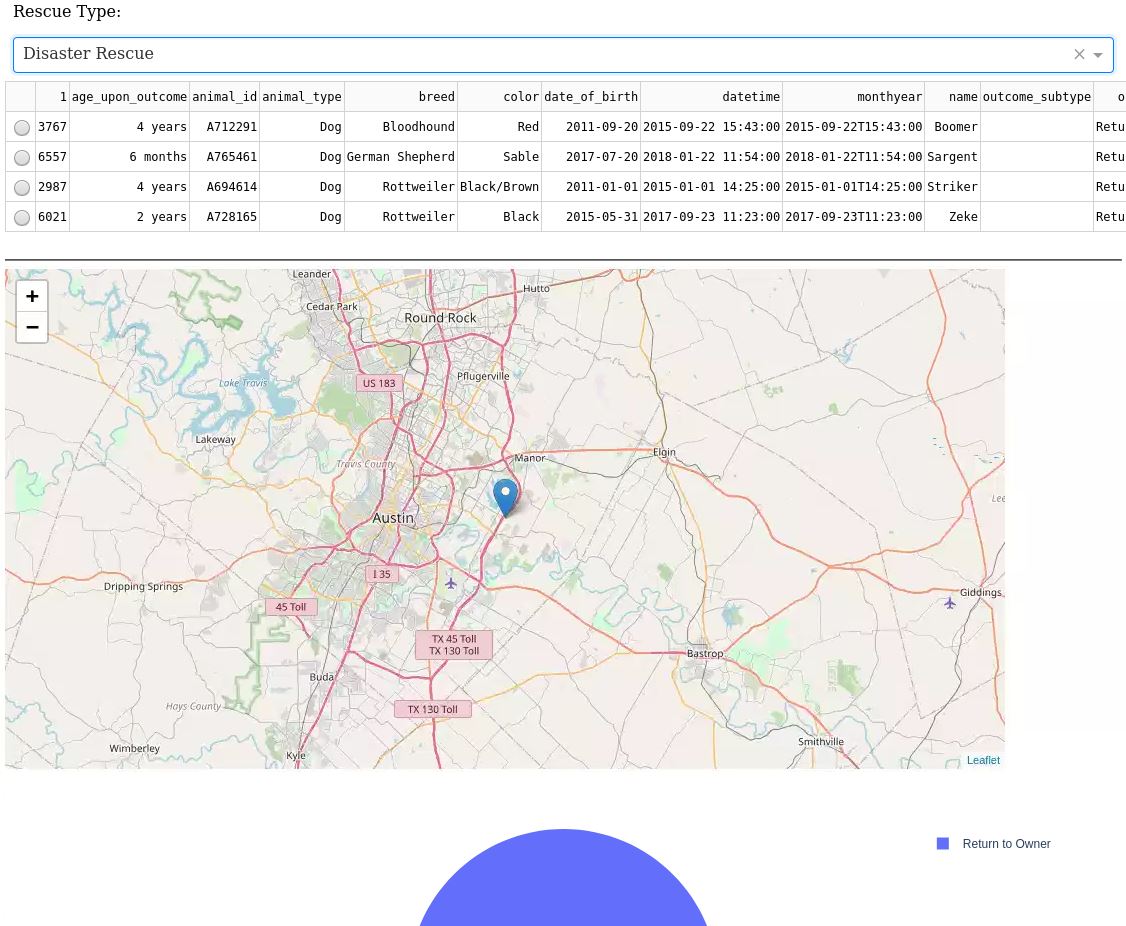 Rescue Type:
Disaster Rescue
1 age_upon_outcome animal_id animal_type breed color date_of_birth datetime monthyear name outcome_subtype o
3767 4 years A712291 Dog Bloodhound Red 2011-09-20 2015-09-22 15:43:00 2015-09-22T15:43:00 Boomer Retu
6557 6 months A765461 Dog German Shepherd Sable 2017-07-20 2018-01-22 11:54:00 2018-01-22T11:54:00 Sargent Retu
2987 4 years A694614 Dog Rottweiler Black/Brown 2011-01-01 2015-01-01 14:25:00 2015-01-01T14:25:00 Striker Retu
6021 2 years A728165 Dog Rottweiler Black 2015-05-31 2017-09-23 11:23:00 2017-09-23T11:23:00 Zeke Retu
+
−
Leander
Hutto
Cedar Park
Round Rock
Pflugerville
US 183
Lake Travis
Lakeway
Elgin
Manor
Travis County
Lee
Austin
I 35
Dripping Springs
Giddings
45 Toll
TX 45 Toll
TX 130 Toll
Bastrop
Buda
Hays County
TX 130 Toll
Smithville
Wimberley
Kyle
Leaflet
Return to Owner